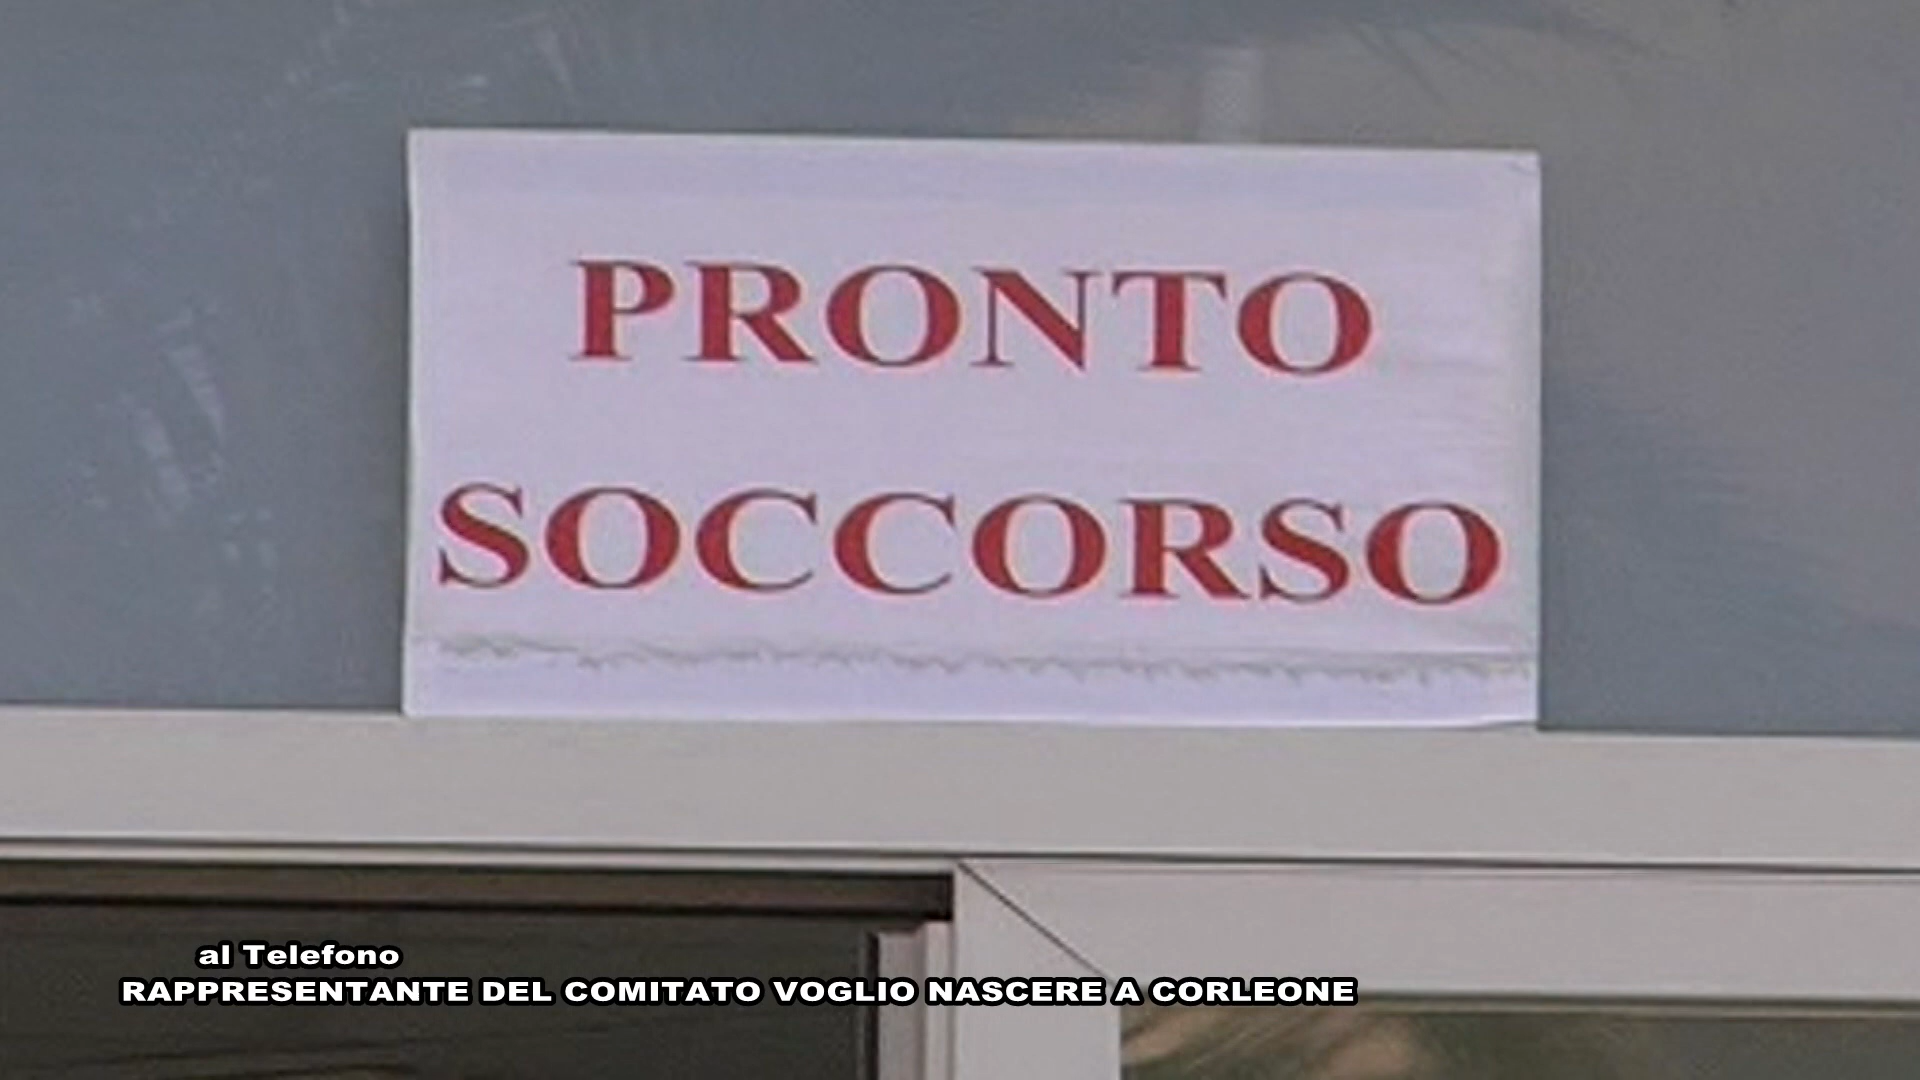 PRONTO
SOCCORSO
al Telefono
RAPPRESENTANTE DEL COMITATO VOGLIO NASCERE A CORLEONE